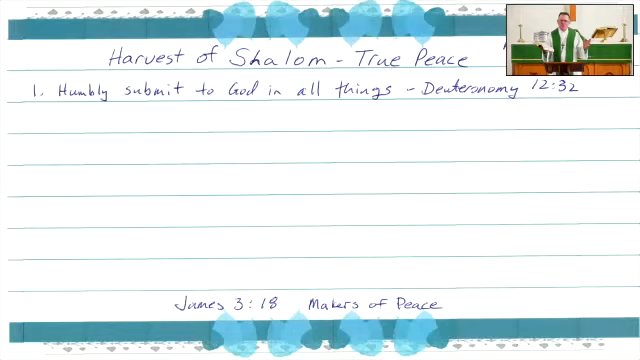 Harvest of Shalom - True Peace
1. Humbly submit to God in all things - Deuteronomy 12:32
James 3:18 Makers of Peace